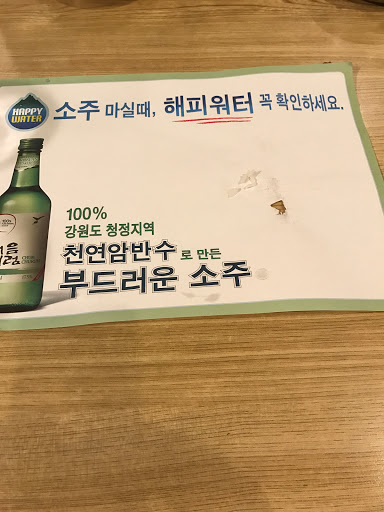 HAPPY
WATER
소주 마실때, 해피워터 꼭 확인하세요.
100%
강원도 청정지역
천연암반수로 만든
부드러운 소주